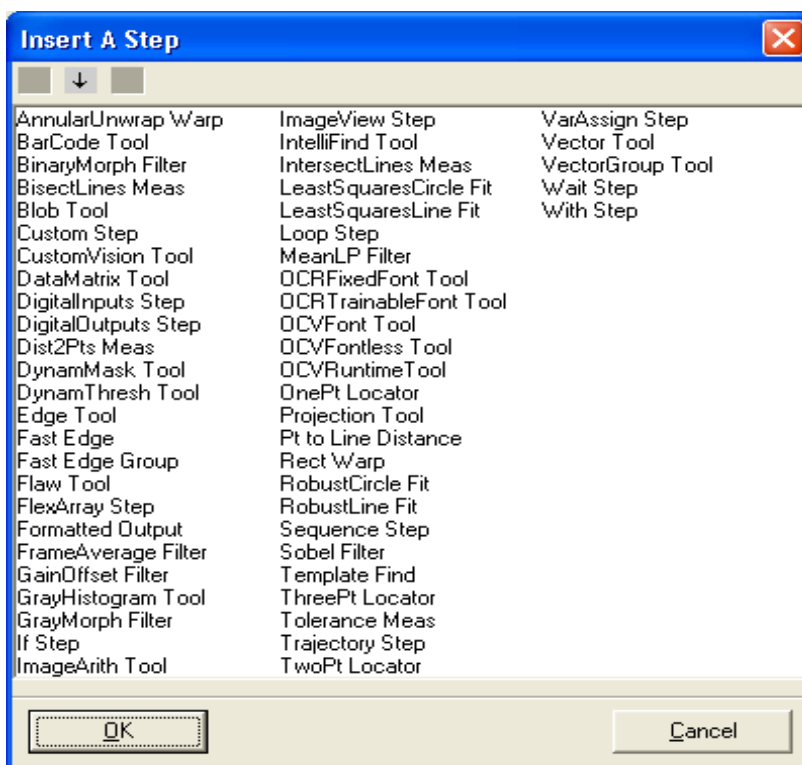 Insert A Step
AnnularUnwrap Warp
BarCode Tool
BinaryMorph Filter
BisectLines Meas
Blob Tool
Custom Step
CustomVision Tool
DataMatrix Tool
DigitalInputs Step
DigitalOutputs Step
Dist2Pts Meas
DynamMask Tool
DynamThresh Tool
Edge Tool
Fast Edge
Fast Edge Group
Flaw Tool
FlexArray Step
Formatted Output
FrameAverage Filter
GainOffset Filter
GrayHistogram Tool
GrayMorph Filter
If Step
ImageArith Tool
ImageView Step
IntelliFind Tool
IntersectLines Meas
LeastSquaresCircle Fit
LeastSquaresLine Fit
Loop Step
MeanLP Filter
OCRFixedFont Tool
OCRTrainableFont Tool
OCVFont Tool
OCVFontless Tool
OCVRuntimeTool
OnePt Locator
Projection Tool
Pt to Line Distance
Rect Warp
RobustCircle Fit
RobustLine Fit
Sequence Step
Sobel Filter
Template Find
ThreePt Locator
Tolerance Meas
Trajectory Step
TwoPt Locator
VarAssign Step
Vector Tool
VectorGroup Tool
Wait Step
With Step
OK
Cancel